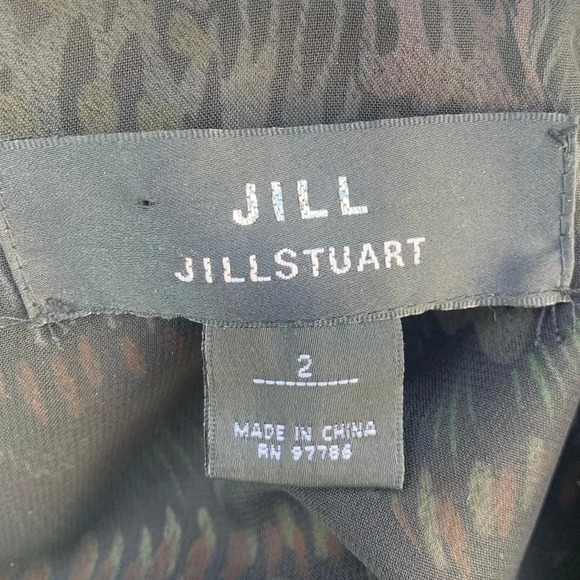 JILL
JILLSTUART
2
MADE IN CHINA
RN 97786